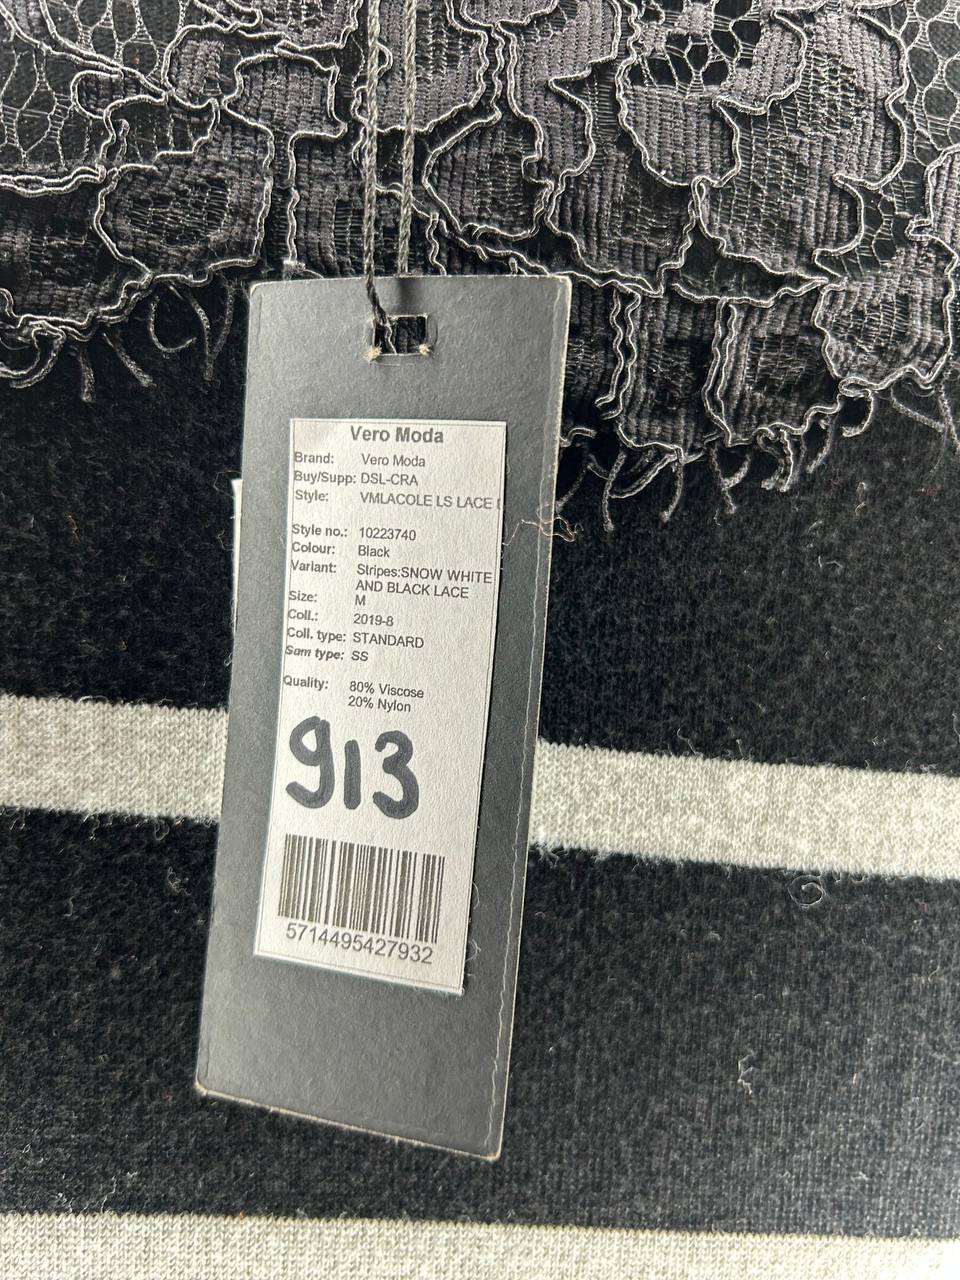 Vero Moda
Brand: Vero Moda
Buy/Supp: DSL-CRA
Style: VMLACOLE LS LACE
Style no.: 10223740
Colour: Black
Variant: Stripes:SNOW WHITE
AND BLACK LACE
Size: M
Coll.: 2019-8
Coll. type: STANDARD
Sam type: SS
Quality: 80% Viscose
20% Nylon
913
5714495427932